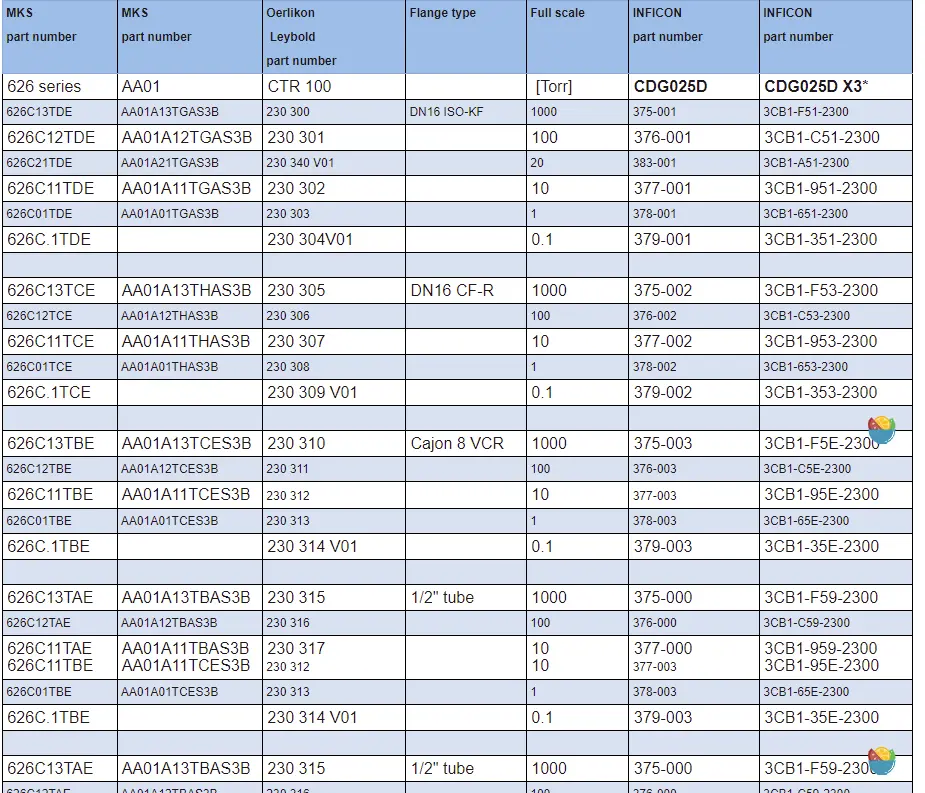 MKS part number MKS part number Oerlikon Leybold part number Flange type Full scale INFICON part number INFICON part number
626 series AA01 CTR 100 [Torr] CDG025D CDG025D X3*
626C13TDE AA01A13TGAS3B 230 300 DN16 ISO-KF 1000 375-001 3CB1-F51-2300
626C12TDE AA01A12TGAS3B 230 301 100 376-001 3CB1-C51-2300
626C21TDE AA01A21TGAS3B 230 340 V01 20 383-001 3CB1-A51-2300
626C11TDE AA01A11TGAS3B 230 302 10 377-001 3CB1-951-2300
626C01TDE AA01A01TGAS3B 230 303 1 378-001 3CB1-651-2300
626C.1TDE 230 304V01 0.1 379-001 3CB1-351-2300
626C13TCE AA01A13THAS3B 230 305 DN16 CF-R 1000 375-002 3CB1-F53-2300
626C12TCE AA01A12THAS3B 230 306 100 376-002 3CB1-C53-2300
626C11TCE AA01A11THAS3B 230 307 10 377-002 3CB1-953-2300
626C01TCE AA01A01THAS3B 230 308 1 378-002 3CB1-653-2300
626C.1TCE 230 309 V01 0.1 379-002 3CB1-353-2300
626C13TBE AA01A13TCES3B 230 310 Cajon 8 VCR 1000 375-003 3CB1-F5E-2300
626C12TBE AA01A12TCES3B 230 311 100 376-003 3CB1-C5E-2300
626C11TBE AA01A11TCES3B 230 312 10 377-003 3CB1-95E-2300
626C01TBE AA01A01TCES3B 230 313 1 378-003 3CB1-65E-2300
626C.1TBE 230 314 V01 0.1 379-003 3CB1-35E-2300
626C13TAE AA01A13TBAS3B 230 315 1/2" tube 1000 375-000 3CB1-F59-2300
626C12TAE AA01A12TBAS3B 230 316 100 376-000 3CB1-C59-2300
626C11TAE AA01A11TBAS3B 230 317 10 377-000 3CB1-959-2300
626C11TBE AA01A11TCES3B 230 312 10 377-003 3CB1-95E-2300
626C01TBE AA01A01TCES3B 230 313 1 378-003 3CB1-65E-2300
626C.1TBE 230 314 V01 0.1 379-003 3CB1-35E-2300
626C13TAE AA01A13TBAS3B 230 315 1/2" tube 1000 375-000 3CB1-F59-2300
626C12TAE AA01A12TBAS3B 230 316 100 376-000 3CB1-C59-2300